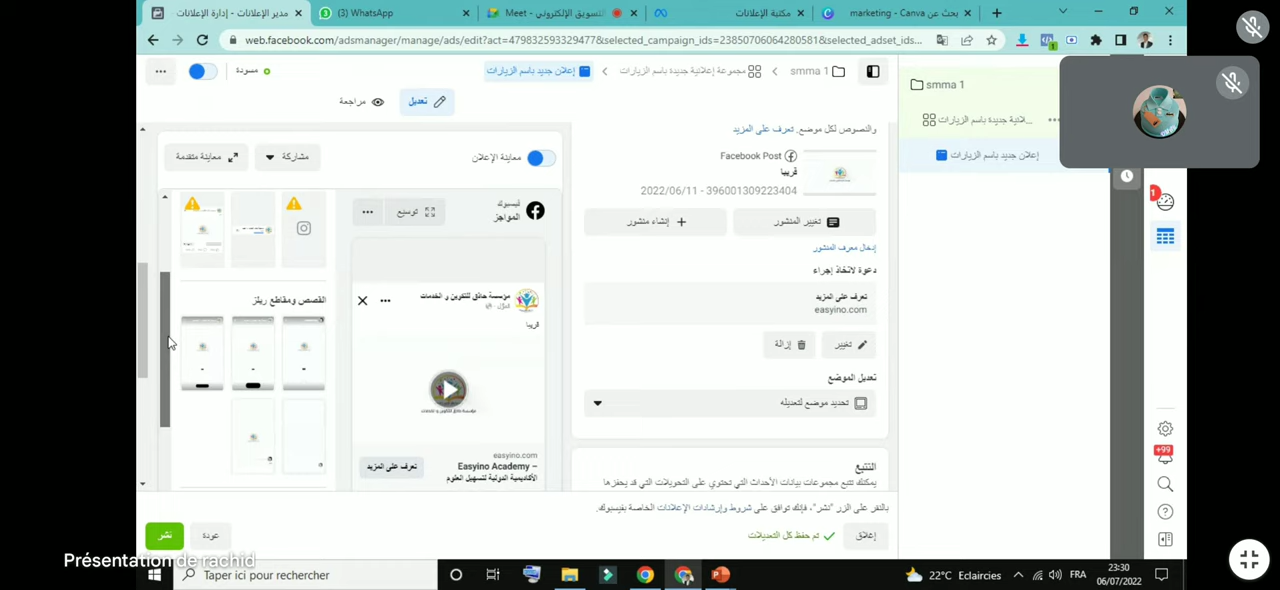 مدير الإعلانات - إدارة الإعلانات
(3) WhatsApp
Meet - التسويق الإلكتروني
مكتبة الإعلانات
بحث عن marketing - Canva
web.facebook.com/adsmanager/manage/ads/edit?act=479832593329477&selected_campaign_ids=23850706064280581&selected_adset_ids...
مسودة
إعلان جديد باسم الزيارات
مجموعة إعلانية جديدة باسم الزيارات
smma 1
smma 1
مراجعة
تعديل
إعلان جديد باسم الزيارات
والنصوص لكل موضع. تعرف على المزيد
معاينة متقدمة
مشاركة
معاينة الإعلان
Facebook Post
قريبا
2022/06/11 - 396001309223404
فيسبوك
المواجز
توسيع
إنشاء منشور
تغيير المنشور
إدخال معرف المنشور
دعوة لاتخاذ إجراء
تعرف على المزيد
easyino.com
القصص ومقاطع ريلز
مؤسسة حاذق للتكوين و الخدمات
قريبا
إزالة
تغيير
تعديل الموضع
تحديد موضع لتعديله
easyino.com
Easyino Academy –
الأكاديمية الدولية لتسهيل العلوم
تعرف على المزيد
التتبع
يمكنك تتبع مجموعات بيانات الأحداث التي تحتوي على التحويلات التي قد يحفزها
بالنقر على الزر "نشر"، فإنك توافق على شروط وإرشادات الإعلانات الخاصة بفيسبوك.
نشر
عودة
تم حفظ كل التعديلات
إغلاق
1
+99
Présentation de rachid
Taper ici pour rechercher
22°C Eclaircies
FRA
23:30
06/07/2022